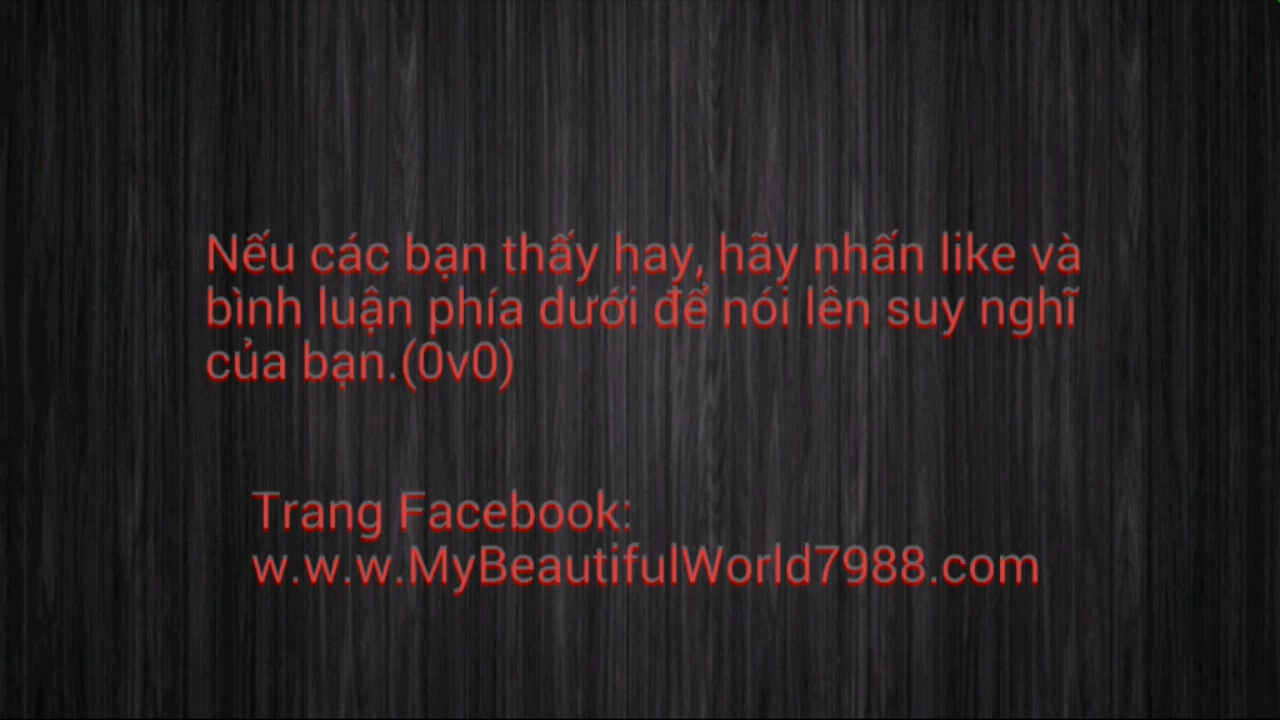 Nếu các bạn thấy hay, hãy nhấn like và
bình luận phía dưới để nói lên suy nghĩ
của bạn.(0v0)
Trang Facebook:
w.w.w.MyBeautifulWorld7988.com